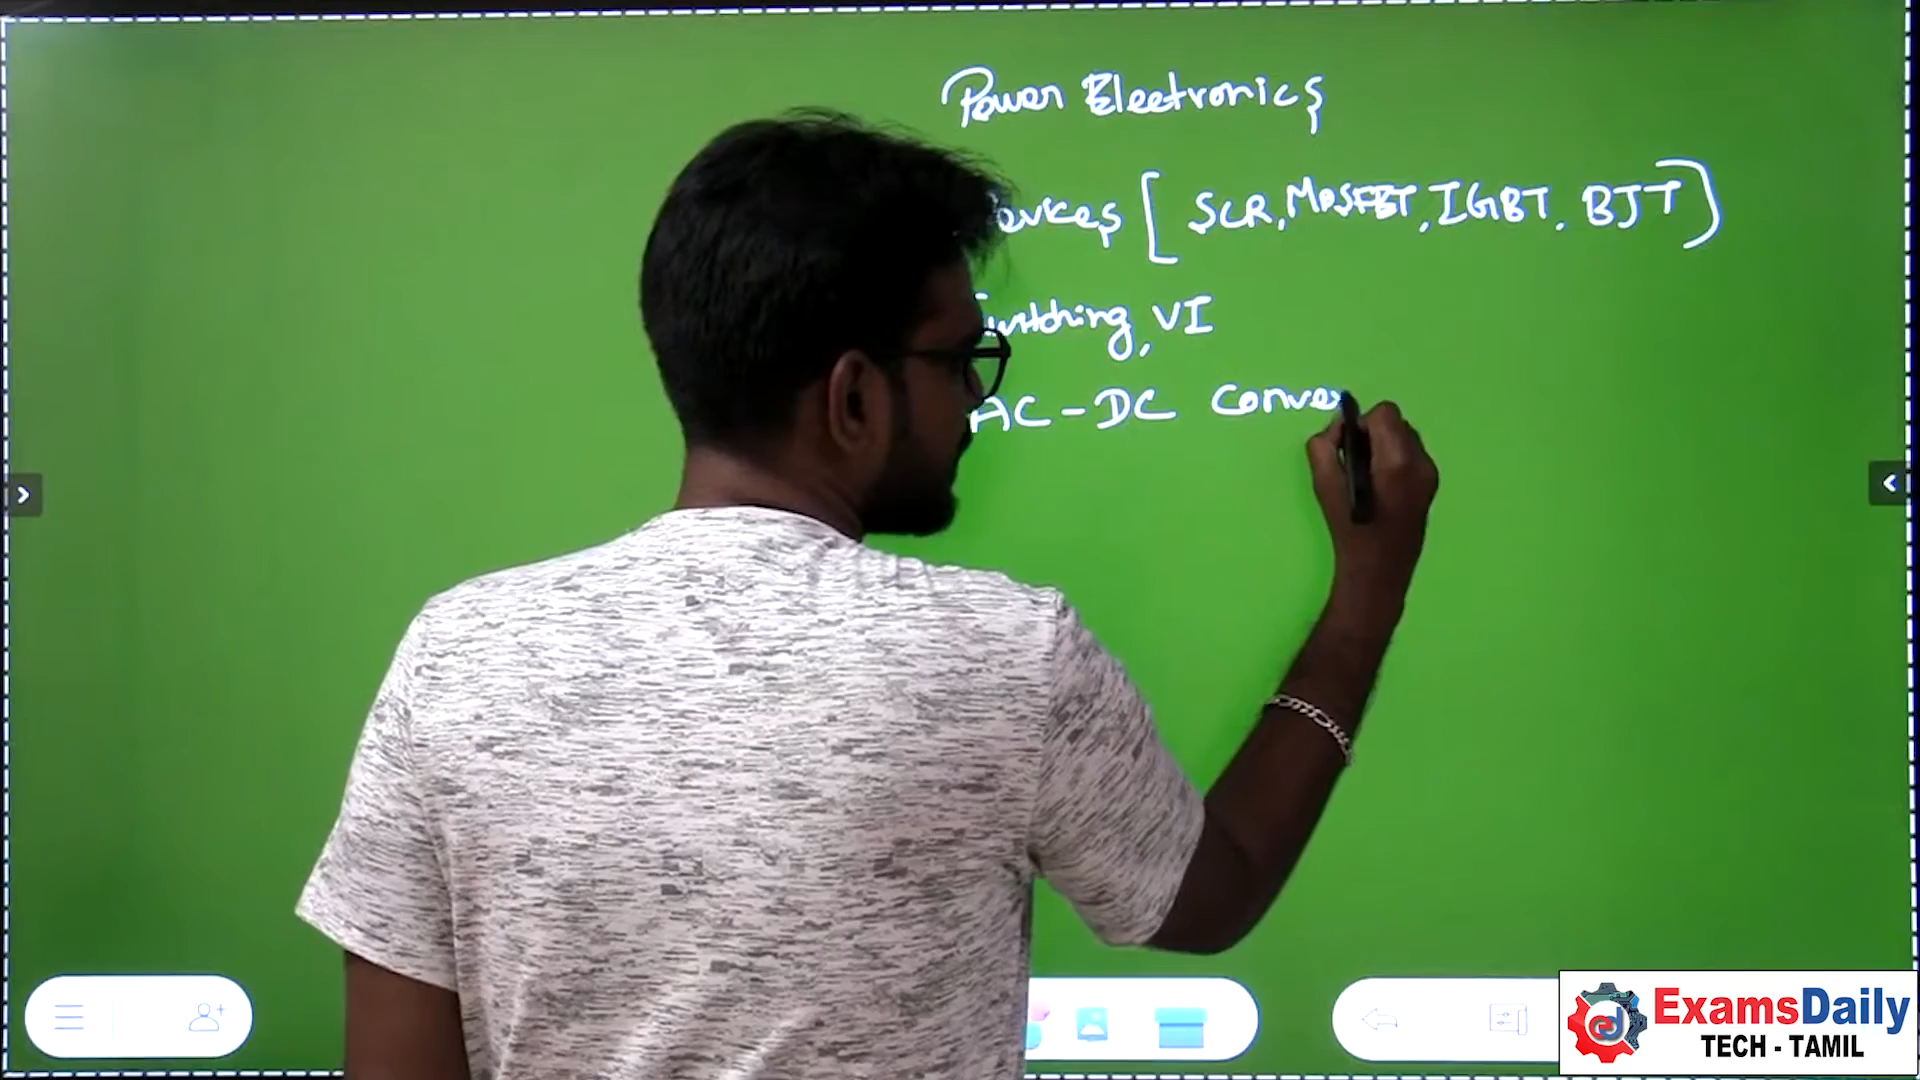 Power Electronics
Devices [ SCR, MOSFET, IGBT, BJT ]
Switching, VI
AC - DC Conver
ExamsDaily
TECH - TAMIL